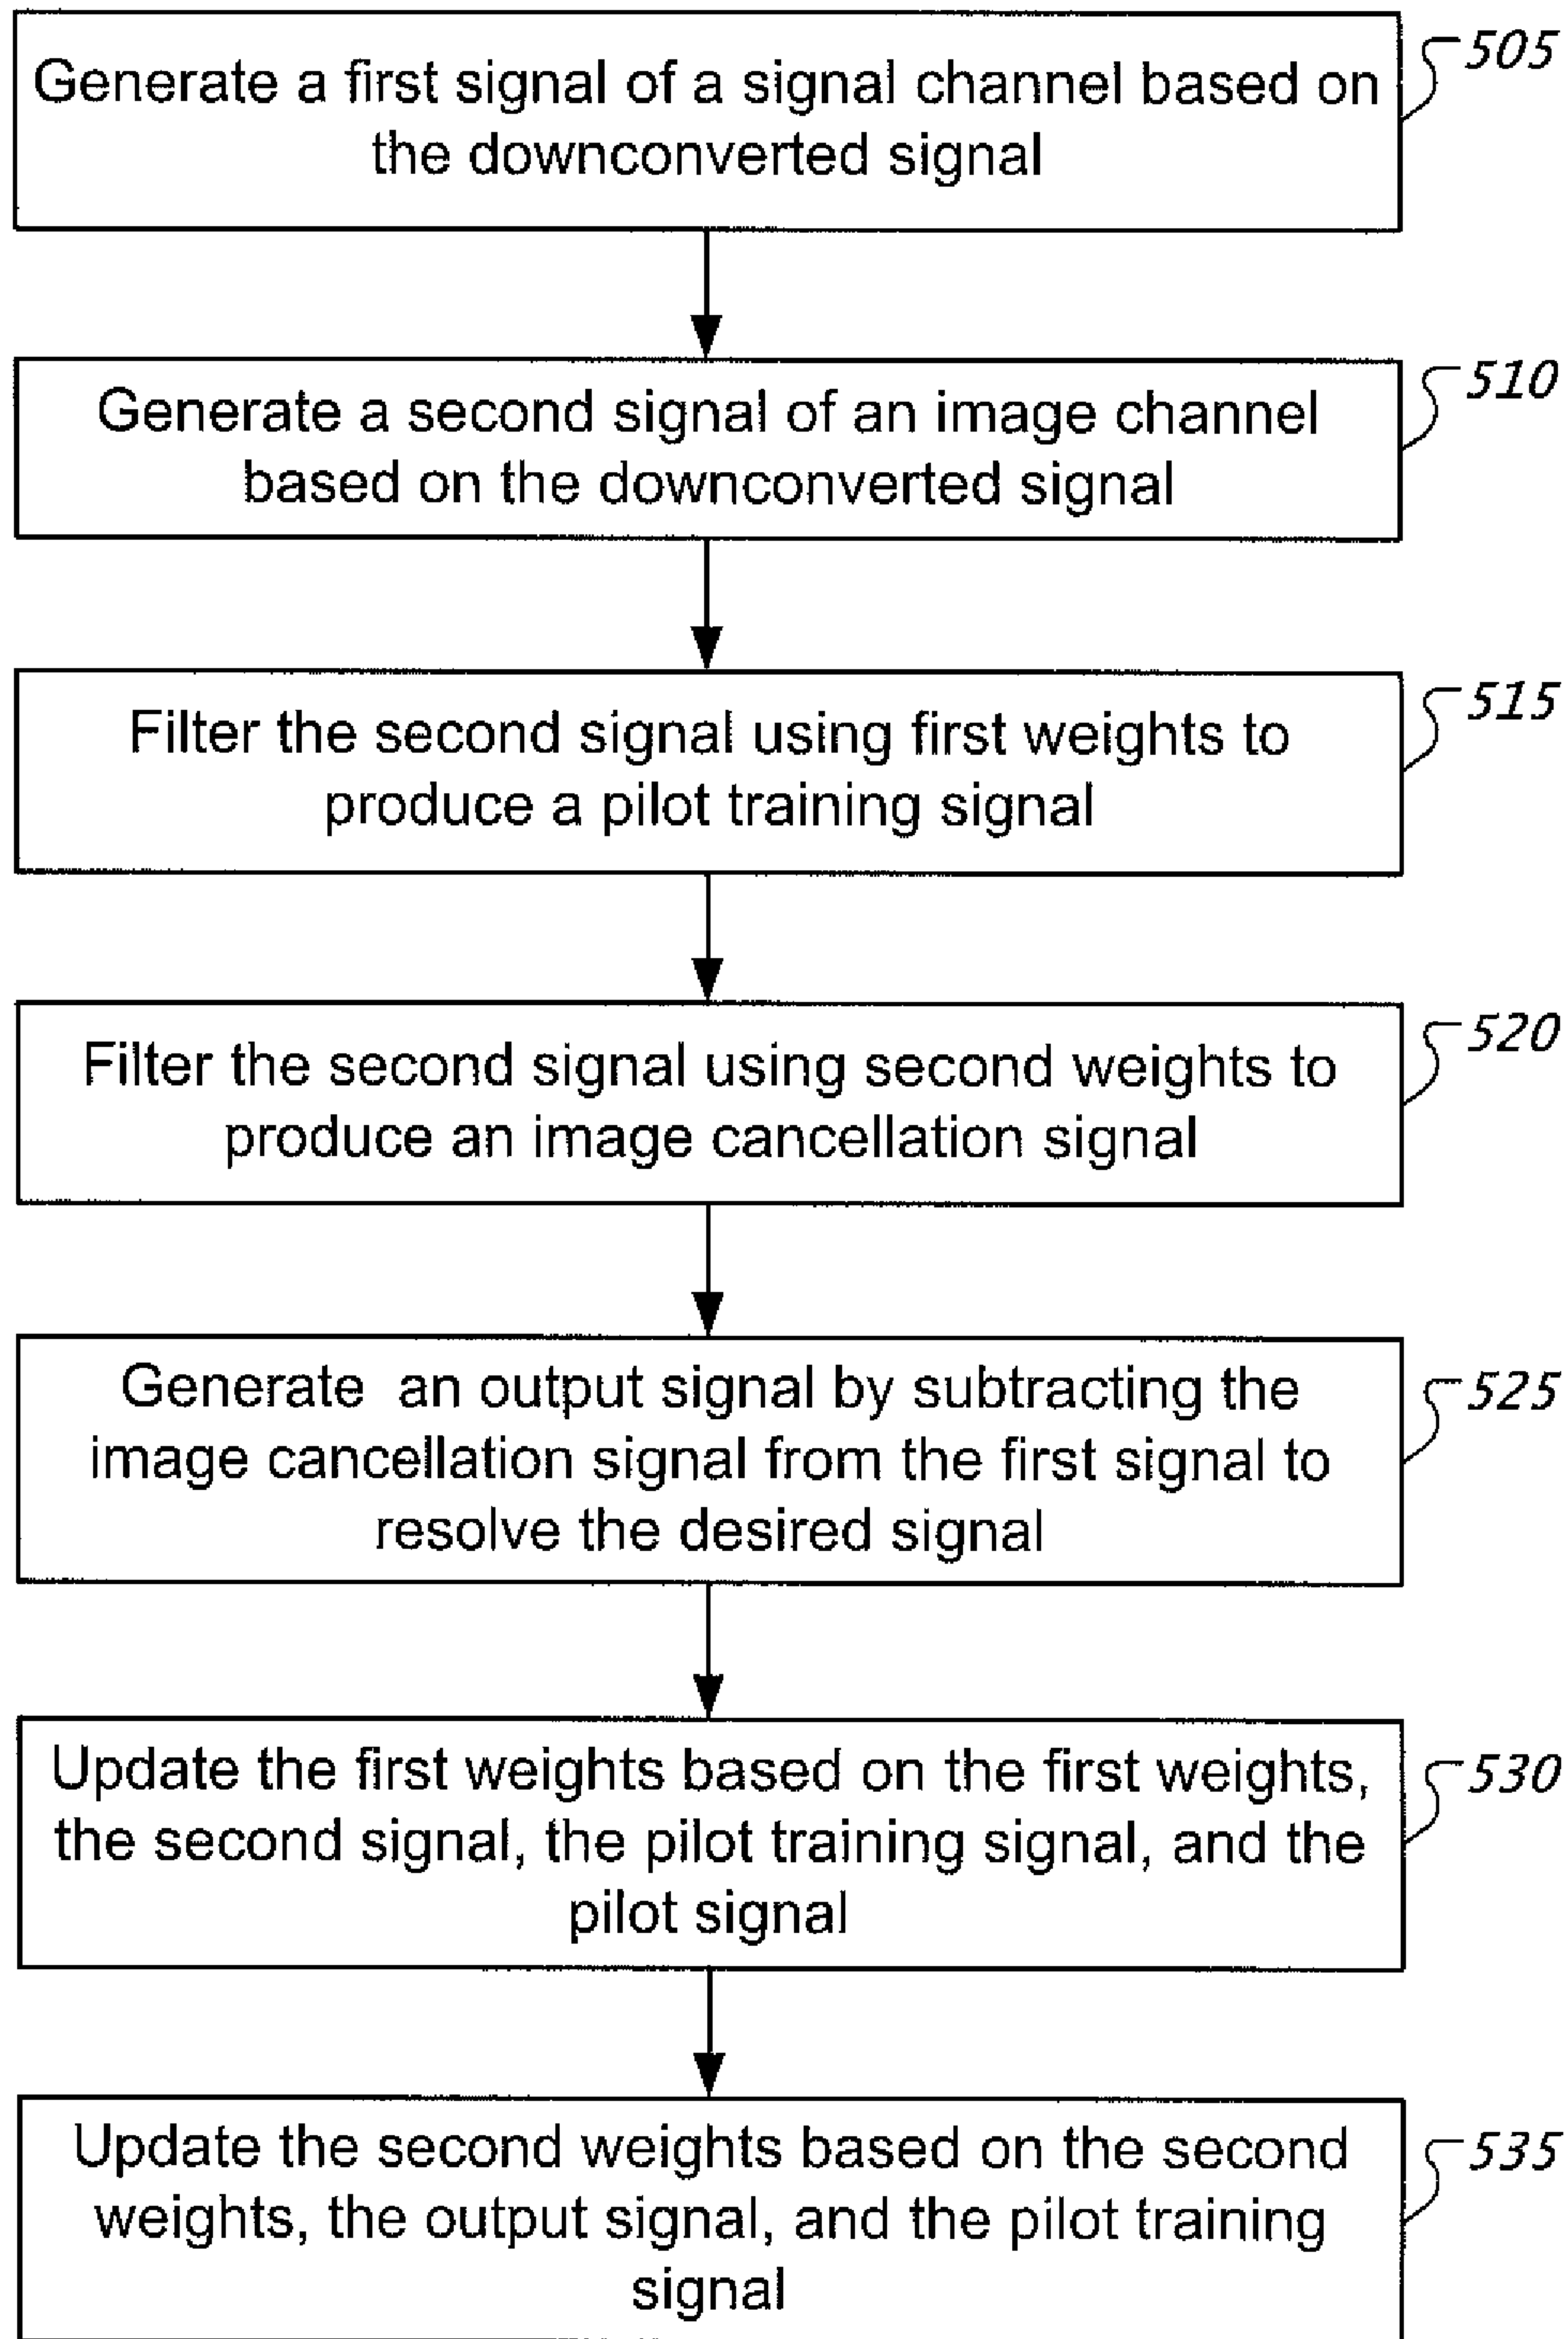 Generate a first signal of a signal channel based on
the downconverted signal
505
Generate a second signal of an image channel
based on the downconverted signal
510
Filter the second signal using first weights to
produce a pilot training signal
515
Filter the second signal using second weights to
produce an image cancellation signal
520
Generate an output signal by subtracting the
image cancellation signal from the first signal to
resolve the desired signal
525
Update the first weights based on the first weights,
the second signal, the pilot training signal, and the
pilot signal
530
Update the second weights based on the second
weights, the output signal, and the pilot training
signal
535